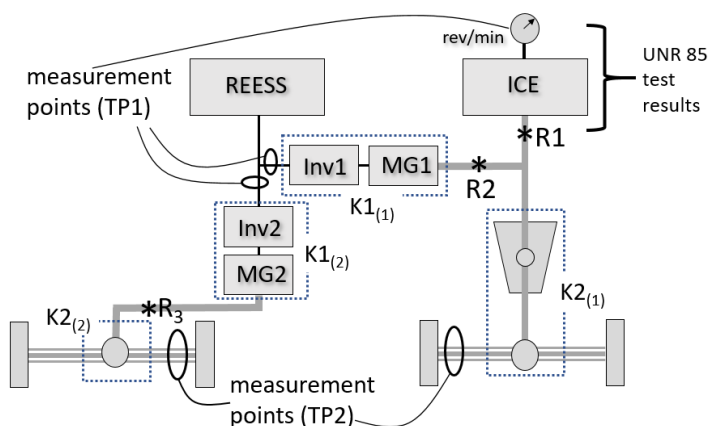 rev/min
UNR 85
test
results
measurement
points (TP1)
REESS
ICE
*R1
Inv1
MG1
*
R2
K1(1)
Inv2
MG2
K1(2)
K2(1)
K2(2)
*R3
measurement
points (TP2)